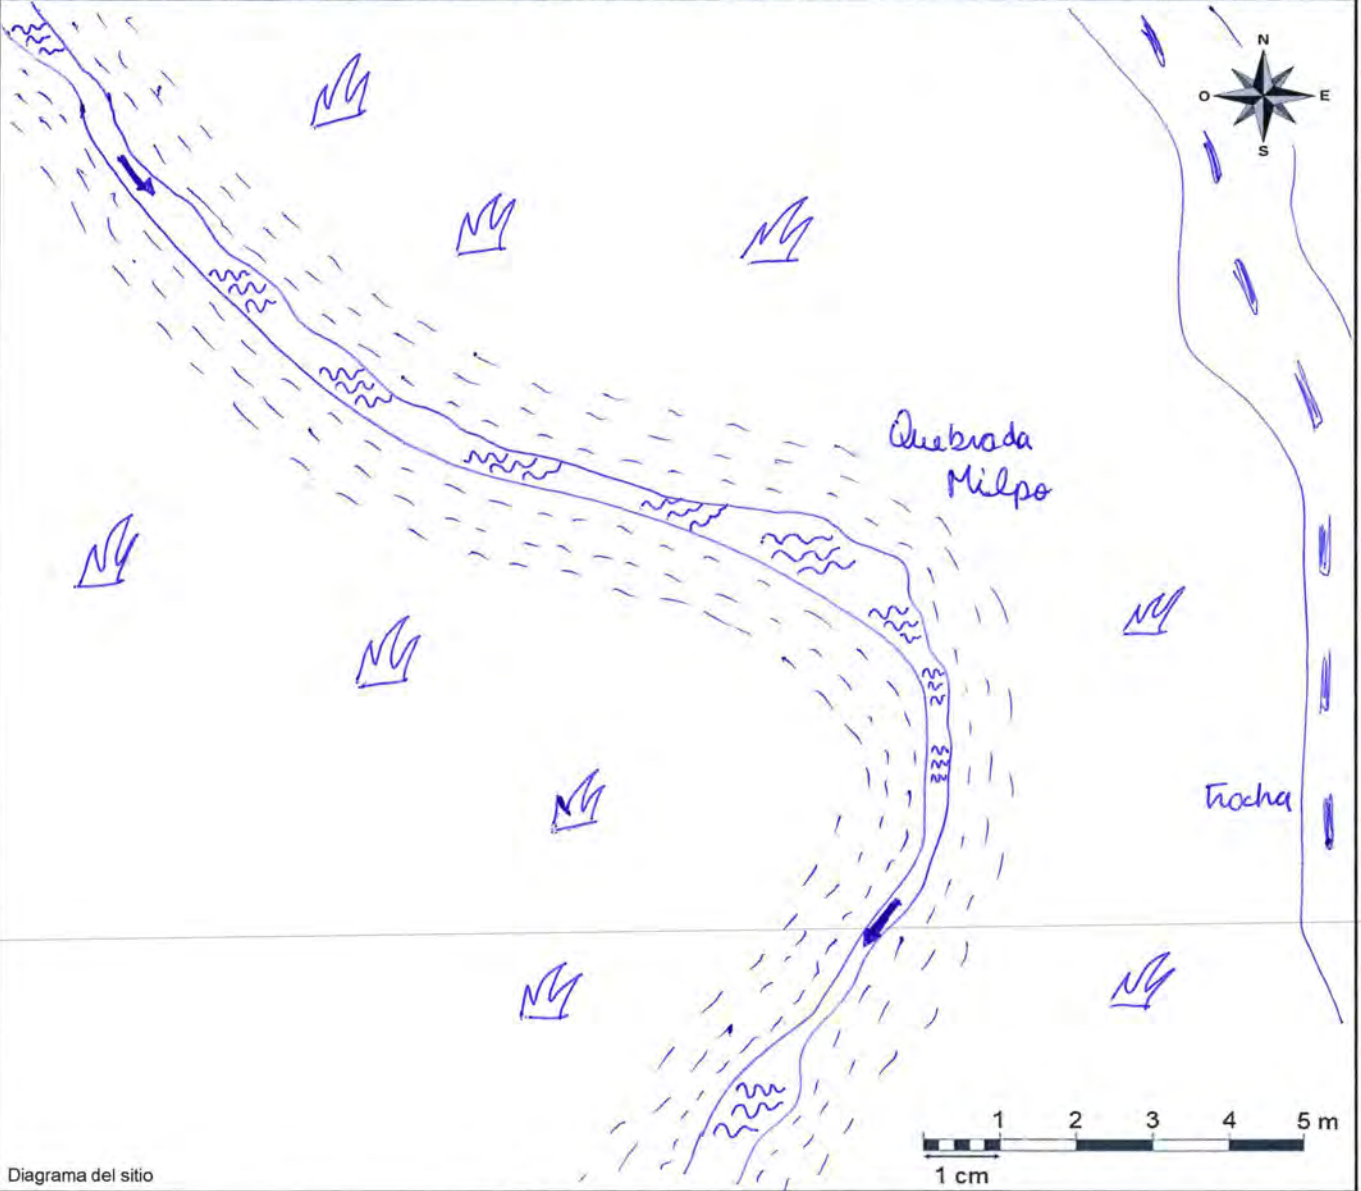 N
O E
S
Quebrada
Milpo
Trocha
1 2 3 4 5 m
1 cm
Diagrama del sitio